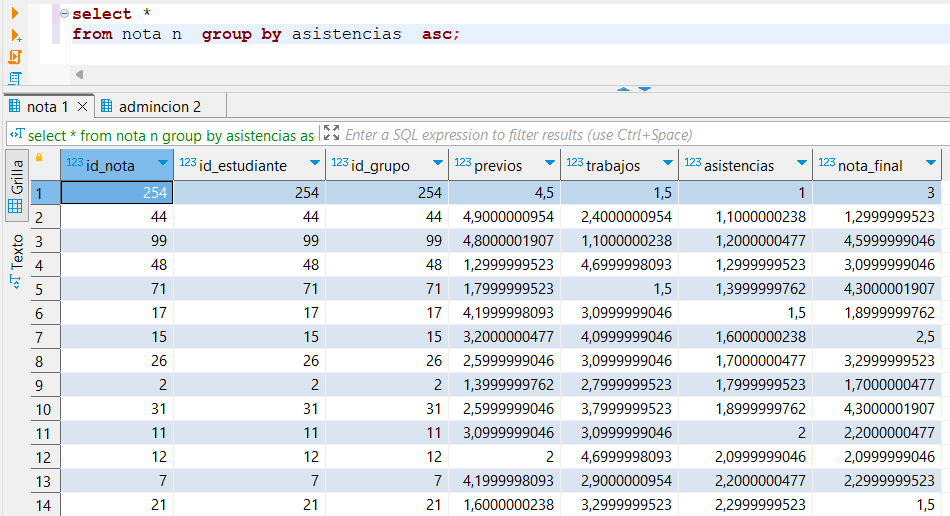 select *
from nota n  group by asistencias  asc;
nota 1
admincion 2
select * from nota n group by asistencias as
Enter a SQL expression to filter results (use Ctrl+Space)
Grilla
Texto
123 id_nota 123 id_estudiante 123 id_grupo 123 previos 123 trabajos 123 asistencias 123 nota_final
1 254 254 254 4,5 1,5 1 3
2 44 44 44 4,9000000954 2,4000000954 1,1000000238 1,2999999523
3 99 99 99 4,8000001907 1,1000000238 1,2000000477 4,5999999046
4 48 48 48 1,2999999523 4,6999998093 1,2999999523 3,0999999046
5 71 71 71 1,7999999523 1,5 1,3999999762 4,3000001907
6 17 17 17 4,1999998093 3,0999999046 1,5 1,8999999762
7 15 15 15 3,2000000477 4,0999999046 1,6000000238 2,5
8 26 26 26 2,5999999046 3,0999999046 1,7000000477 3,2999999523
9 2 2 2 1,3999999762 2,7999999523 1,7999999523 1,7000000477
10 31 31 31 2,5999999046 3,7999999523 1,8999999762 4,3000001907
11 11 11 11 3,0999999046 3,0999999046 2 2,2000000477
12 12 12 12 2 4,6999998093 2,0999999046 2,0999999046
13 7 7 7 4,1999998093 2,9000000954 2,2000000477 2,2999999523
14 21 21 21 1,6000000238 3,2999999523 2,2999999523 1,5